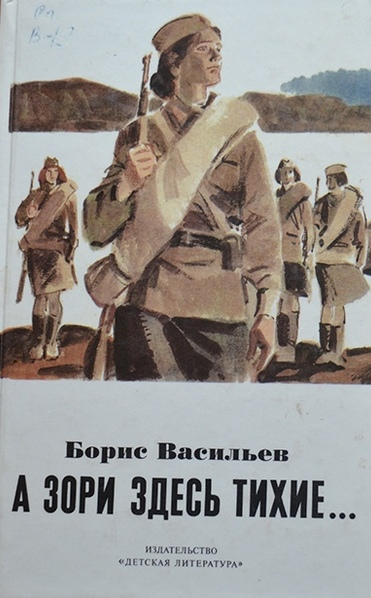 Борис Васильев
А ЗОРИ ЗДЕСЬ ТИХИЕ...
ИЗДАТЕЛЬСТВО
«ДЕТСКАЯ ЛИТЕРАТУРА»